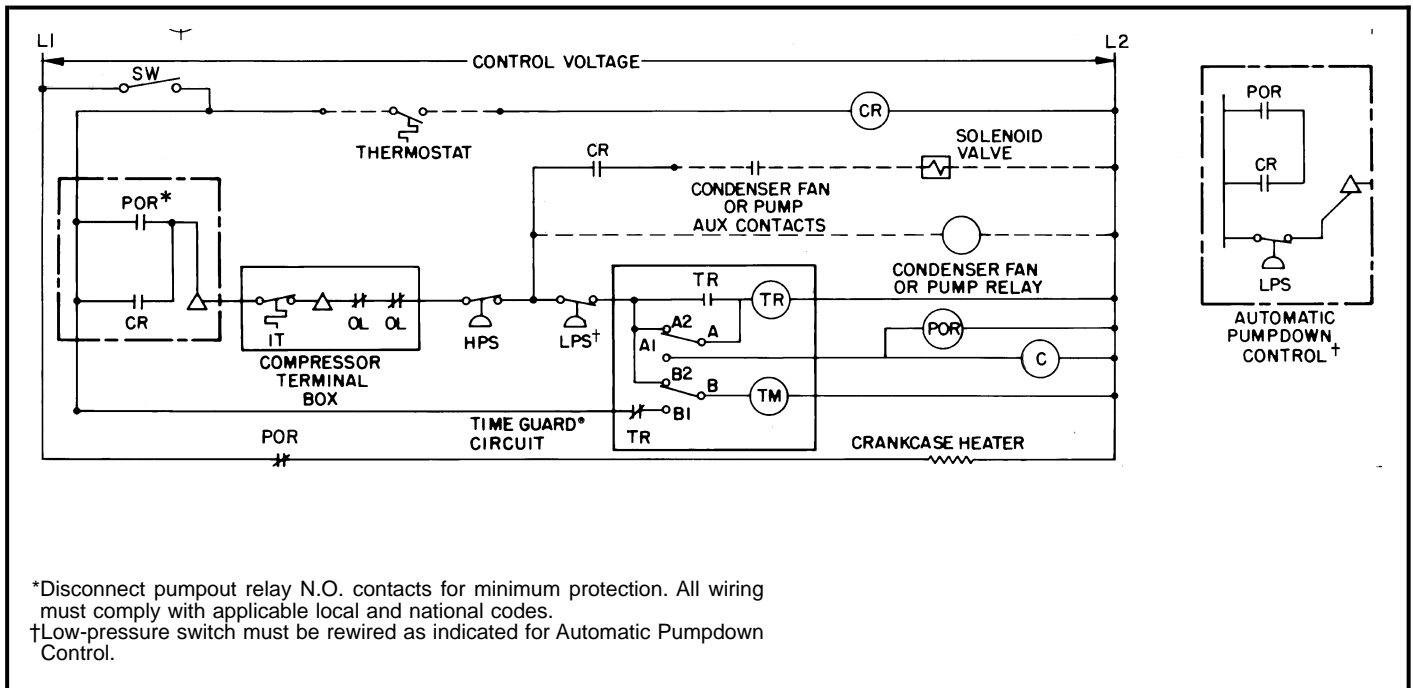 L1
L2
CONTROL VOLTAGE
SW
CR
THERMOSTAT
SOLENOID
VALVE
CR
CONDENSER FAN
OR PUMP
AUX CONTACTS
POR*
CR
CONDENSER FAN
OR PUMP RELAY
TR
TR
IT
OL
OL
COMPRESSOR
TERMINAL
BOX
HPS
LPS†
A2
A
A1
POR
C
B2
B
TM
B1
TR
TIME GUARD®
CIRCUIT
POR
CRANKCASE HEATER
POR
CR
LPS
AUTOMATIC
PUMPDOWN
CONTROL†
*Disconnect pumpout relay N.O. contacts for minimum protection. All wiring
must comply with applicable local and national codes.
†Low-pressure switch must be rewired as indicated for Automatic Pumpdown
Control.